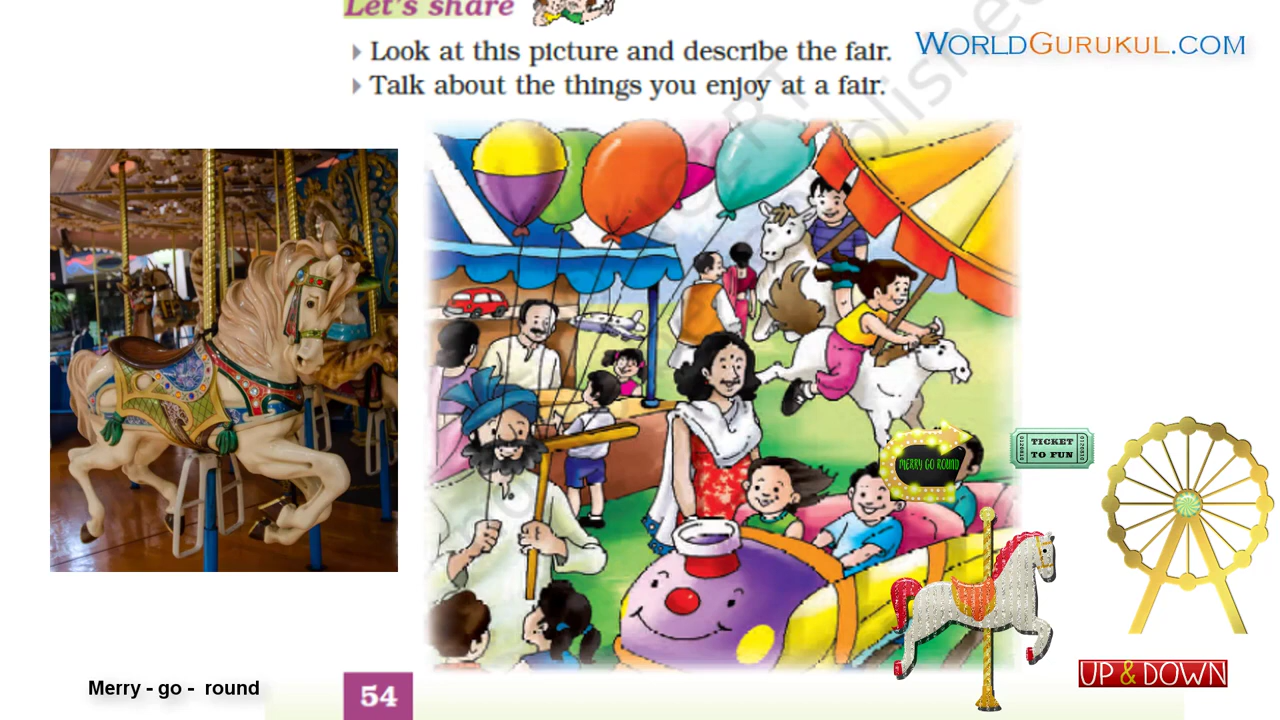 Let's share
Look at this picture and describe the fair.
Talk about the things you enjoy at a fair.
WORLDGURUKUL.COM
MERRY GO ROUND
TICKET
TO FUN
UP & DOWN
Merry - go - round
54